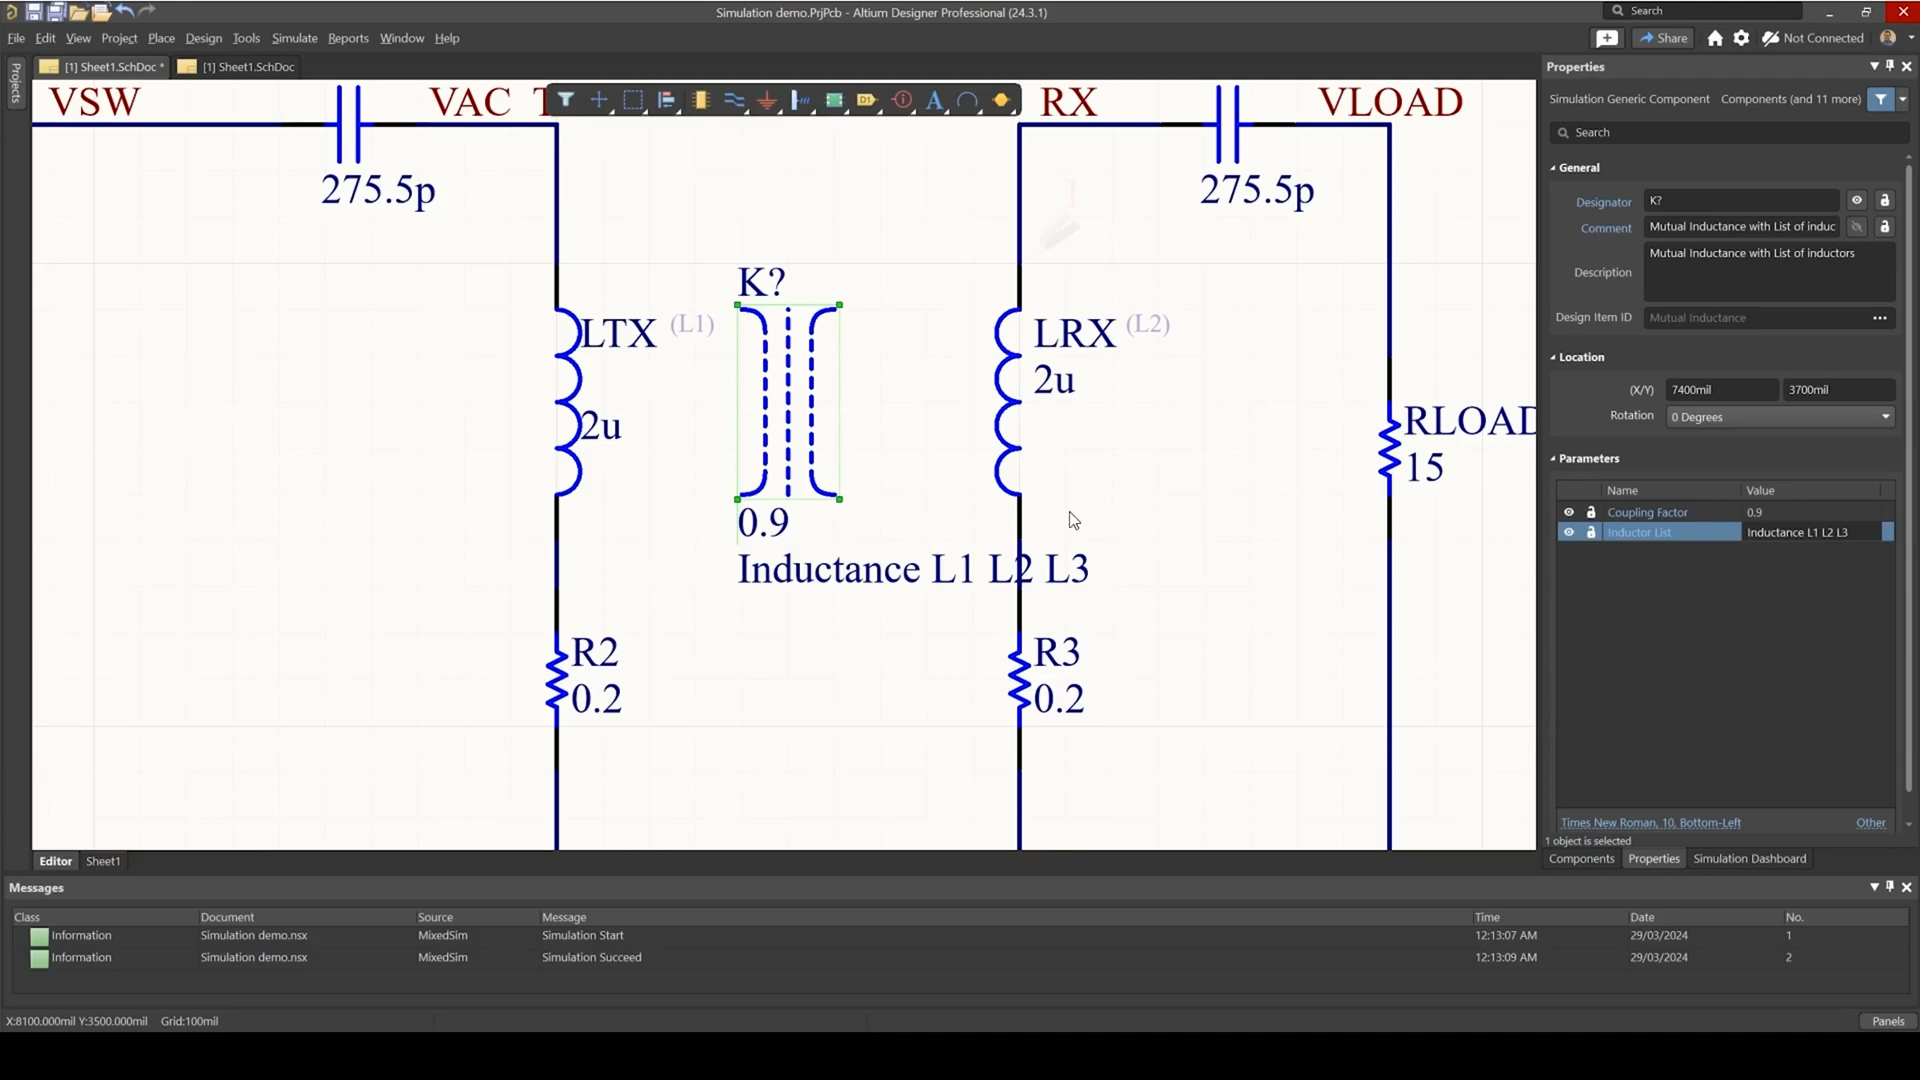 Simulation demo.PrjPcb - Altium Designer Professional (24.3.1)
Search
File Edit View Project Place Design Tools Simulate Reports Window Help
Share
Not Connected
Projects
[1] Sheet1.SchDoc *
[1] Sheet1.SchDoc
VSW
VAC
T
RX
VLOAD
275.5p
275.5p
K?
LTX (L1)
2u
LRX (L2)
2u
RLOAD
15
0.9
Inductance L1 L2 L3
R2
0.2
R3
0.2
Editor
Sheet1
Properties
Simulation Generic Component
Components (and 11 more)
Search
General
Designator K?
Comment Mutual Inductance with List of induc
Description Mutual Inductance with List of inductors
Design Item ID Mutual Inductance
Location
(X/Y) 7400mil 3700mil
Rotation 0 Degrees
Parameters
Name Value
Coupling Factor 0.9
Inductor List Inductance L1 L2 L3
Times New Roman, 10, Bottom-Left
Other
1 object is selected
Components Properties Simulation Dashboard
Messages
Class Document Source Message Time Date No.
Information Simulation demo.nsx MixedSim Simulation Start 12:13:07 AM 29/03/2024 1
Information Simulation demo.nsx MixedSim Simulation Succeed 12:13:09 AM 29/03/2024 2
X:8100.000mil Y:3500.000mil Grid:100mil
Panels